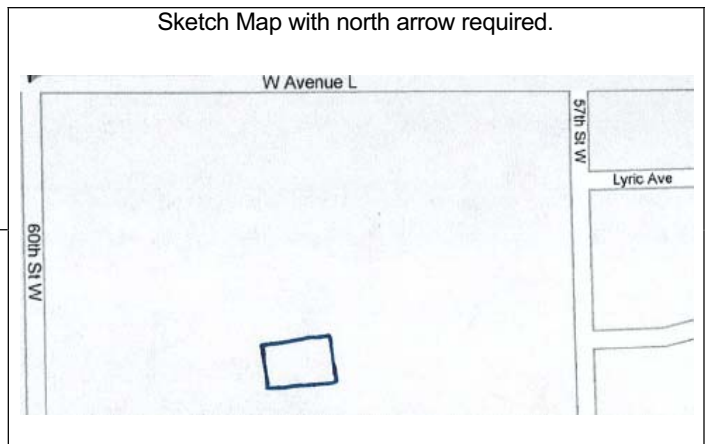 Sketch Map with north arrow required.
W Avenue L
57th St W
Lyric Ave
60th St W